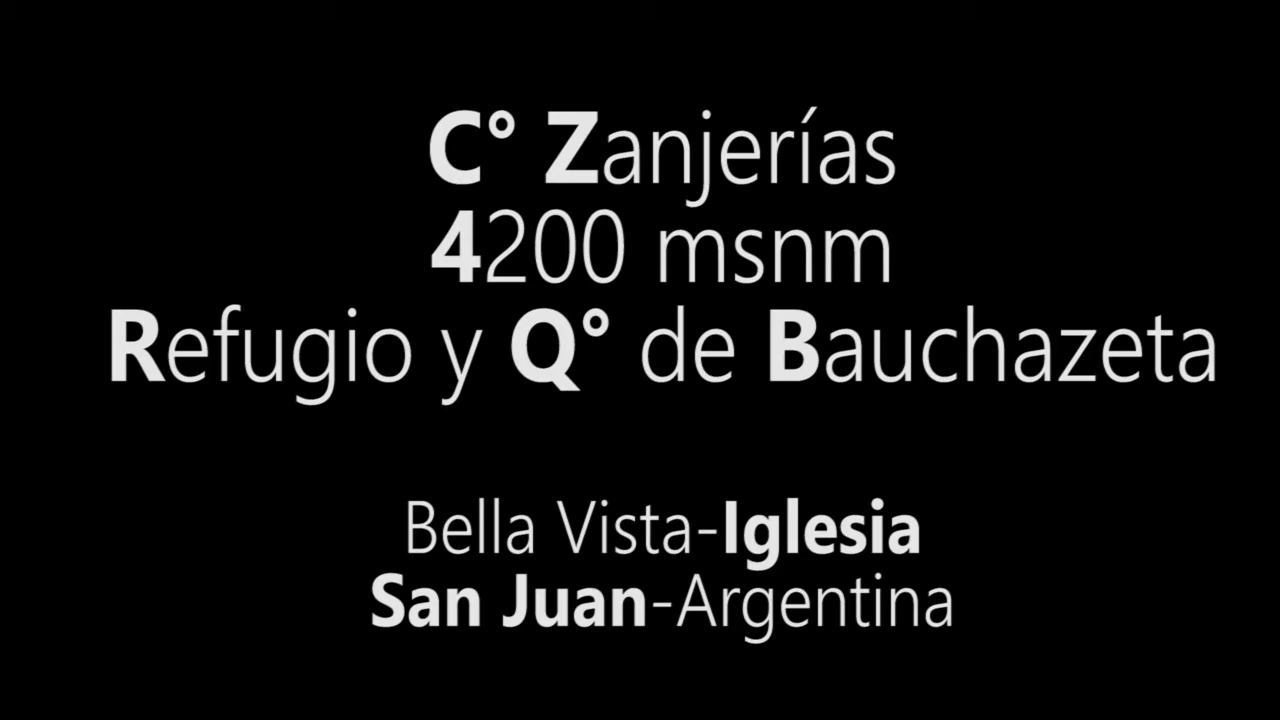 C° Zanjerías
4200 msnm
Refugio y Q° de Bauchazeta
Bella Vista-Iglesia
San Juan-Argentina